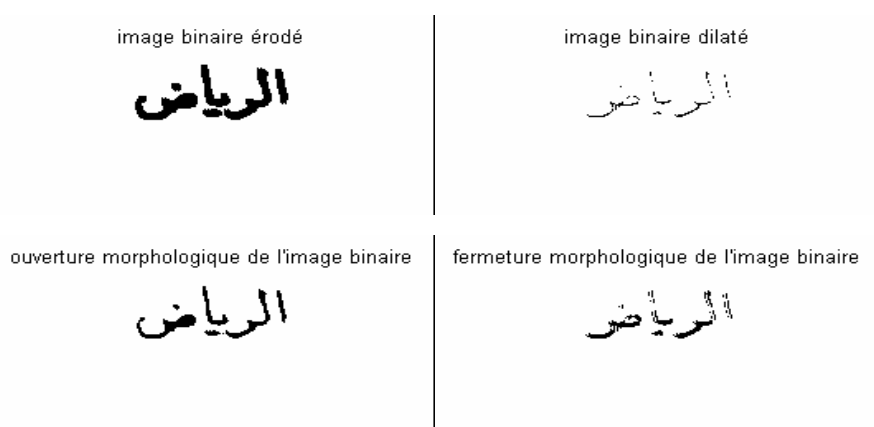 image binaire érodé
الرياض
image binaire dilaté
الرياض
ouverture morphologique de l'image binaire
الرياض
fermeture morphologique de l'image binaire
الرياض